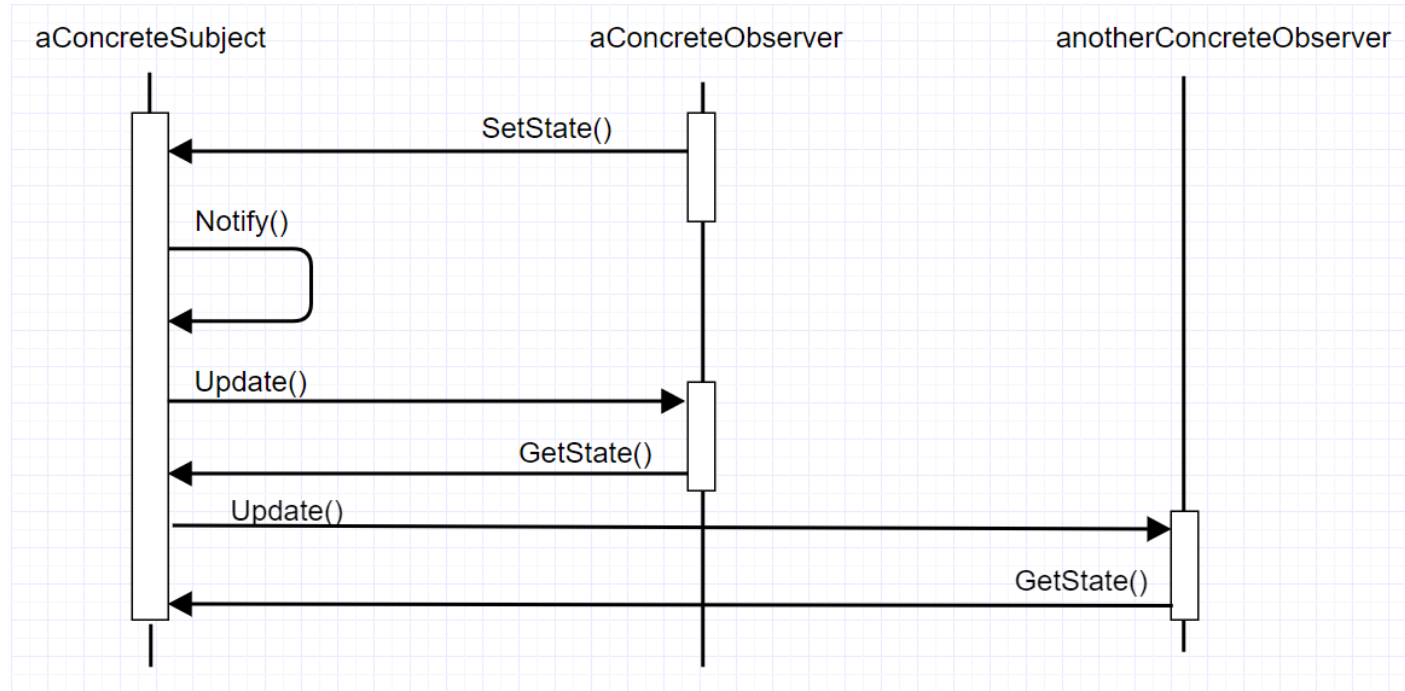 aConcreteSubject
aConcreteObserver
anotherConcreteObserver
SetState()
Notify()
Update()
GetState()
Update()
GetState()